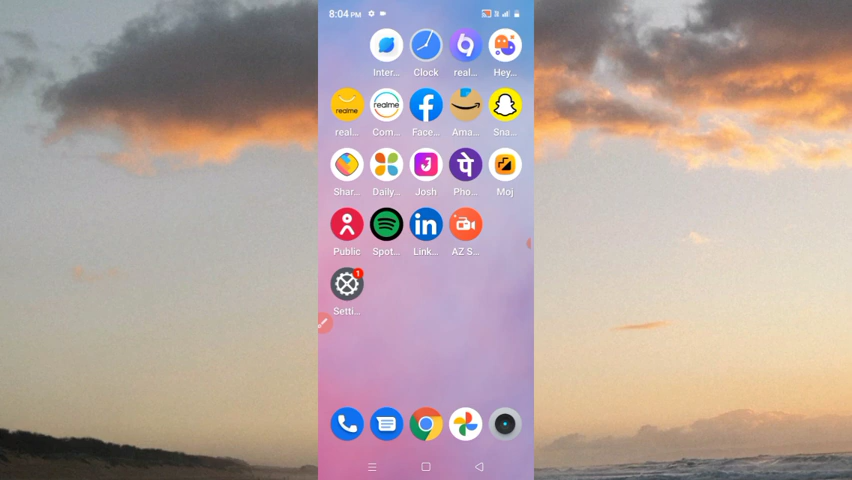 8:04 PM
Inter... Clock real... Hey...
realme realme
real... Com... Face... Ama... Sna...
Shar... Daily... Josh Pho... Moj
Public Spot... Link... AZ S...
1
Setti...